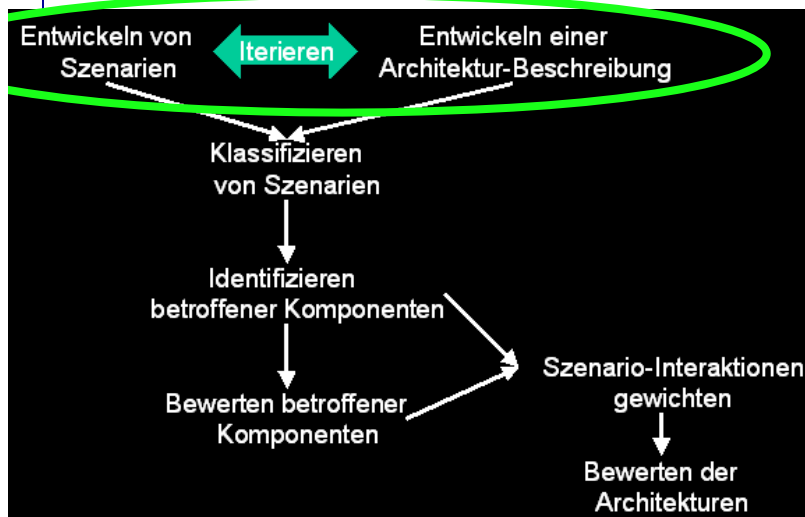 Entwickeln von
Szenarien
Iterieren
Entwickeln einer
Architektur-Beschreibung
Klassifizieren
von Szenarien
Identifizieren
betroffener Komponenten
Szenario-Interaktionen
gewichten
Bewerten betroffener
Komponenten
Bewerten der
Architekturen